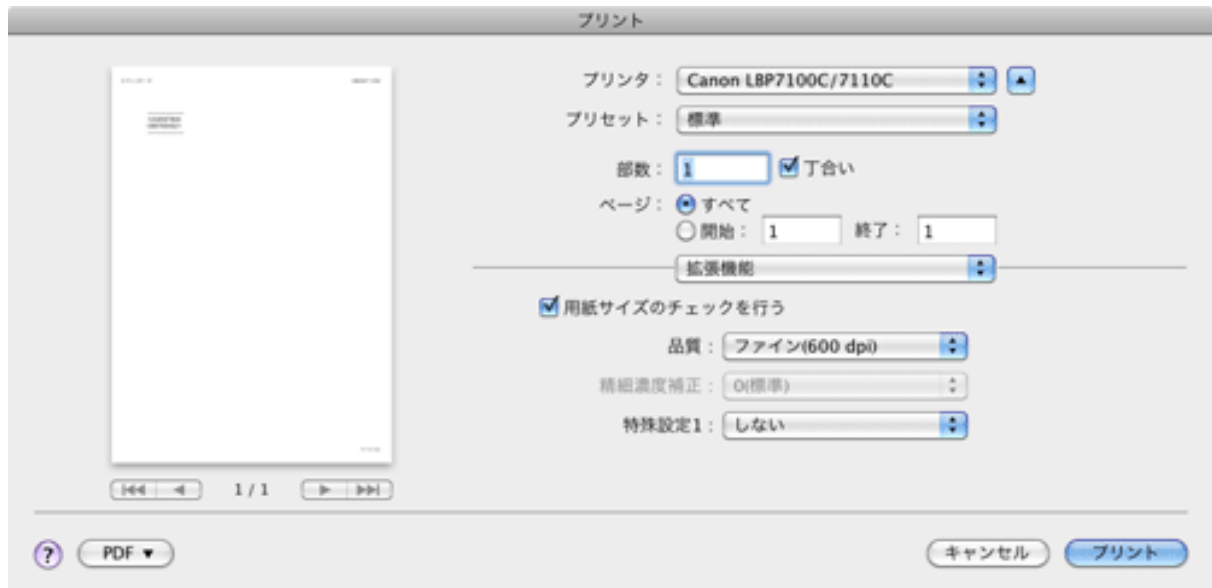 プリント
プリンタ： Canon LBP7100C/7110C
プリセット： 標準
部数： 1 丁合い
ページ： すべて
開始： 1 終了： 1
拡張機能
用紙サイズのチェックを行う
品質： ファイン(600 dpi)
精細濃度補正： 0(標準)
特殊設定1： しない
1 / 1
? PDF ▼ キャンセル プリント